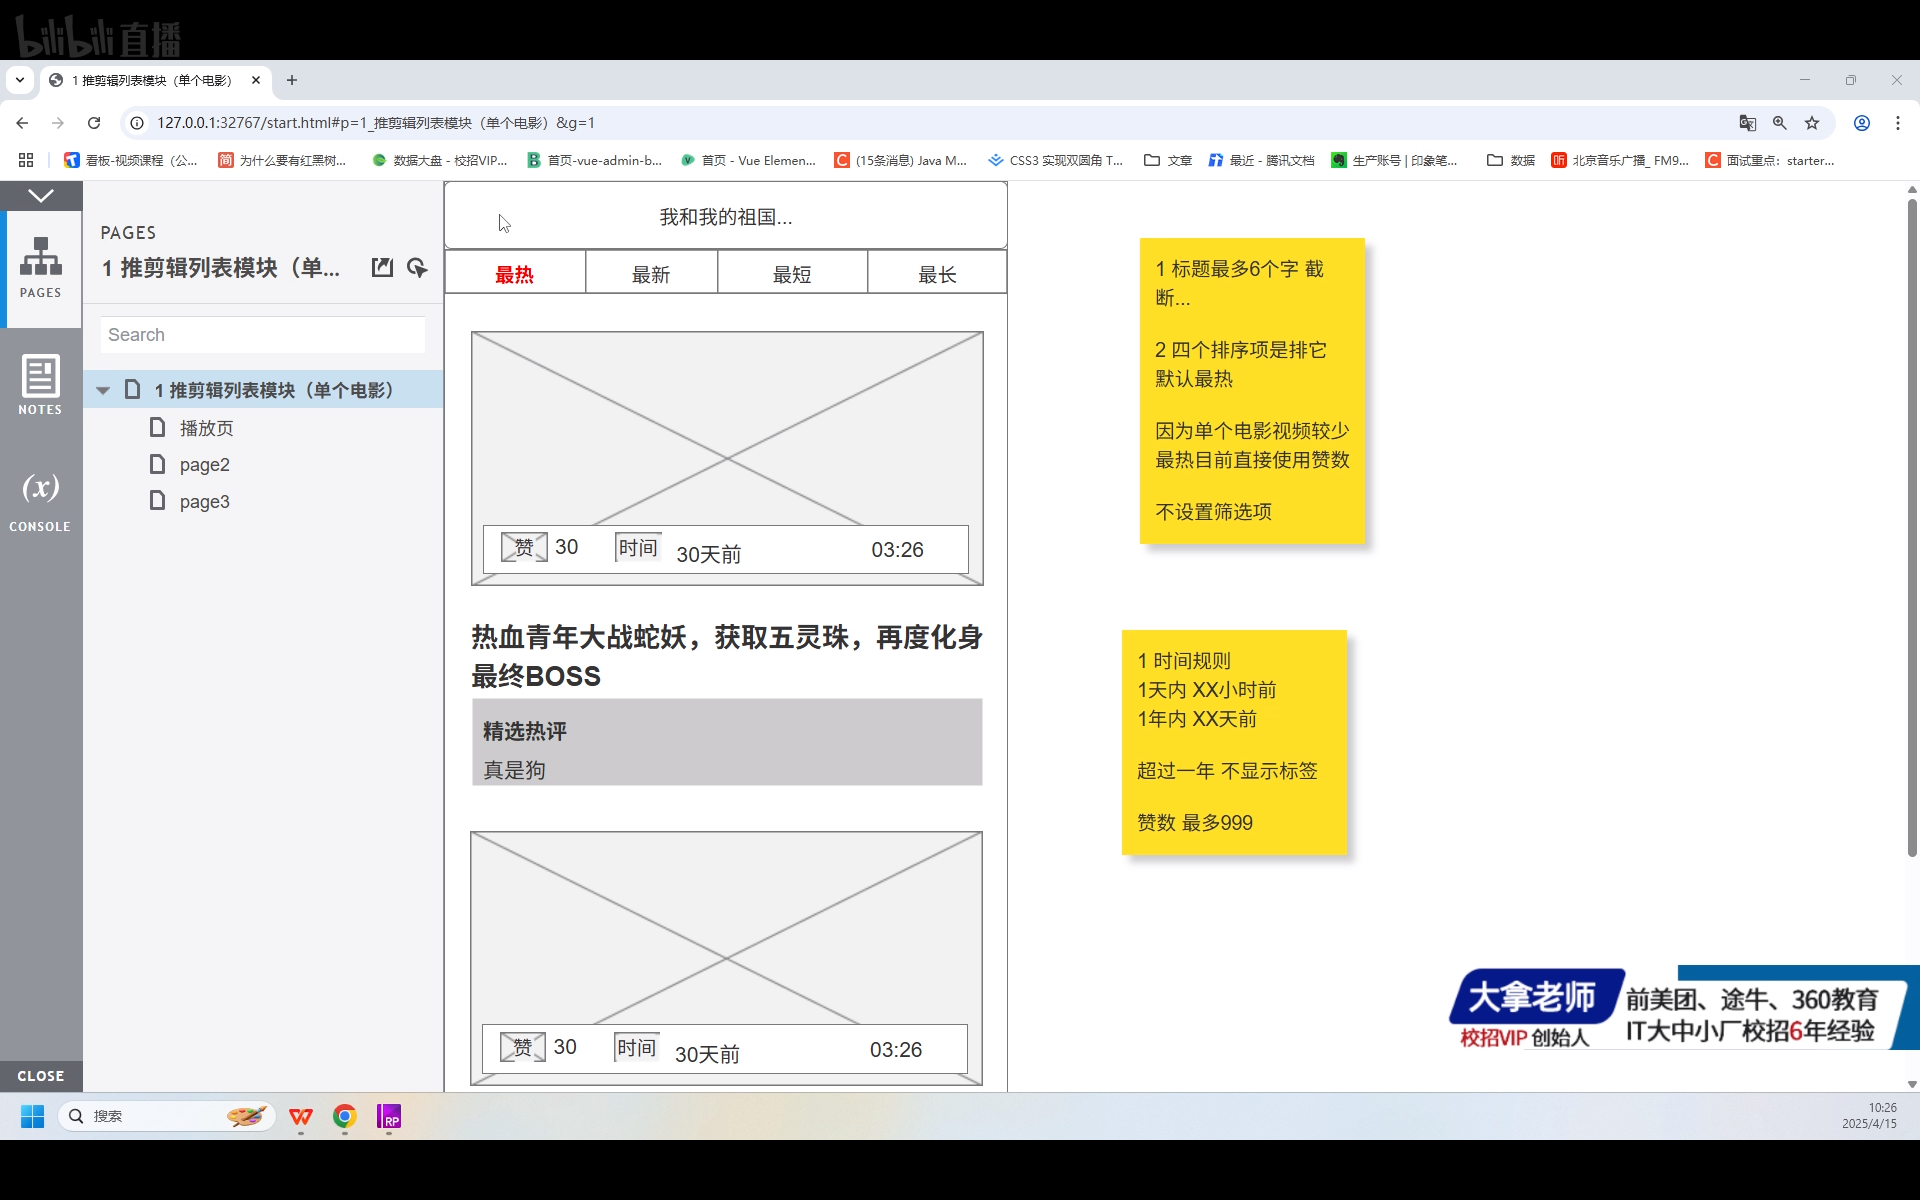 bilibili直播
1 推剪辑列表模块（单个电影）
127.0.0.1:32767/start.html#p=1_推剪辑列表模块（单个电影）&g=1
看板-视频课程（公...
为什么要有红黑树...
数据大盘 - 校招VIP...
首页-vue-admin-b...
首页 - Vue Elemen...
(15条消息) Java M...
CSS3 实现双圆角 T...
文章
最近 - 腾讯文档
生产账号 | 印象笔...
数据
北京音乐广播_ FM9...
面试重点：starter...
PAGES
NOTES
(x)
CONSOLE
CLOSE
PAGES
1 推剪辑列表模块（单...
Search
1 推剪辑列表模块（单个电影）
播放页
page2
page3
我和我的祖国...
最热
最新
最短
最长
赞 30 时间 30天前 03:26
热血青年大战蛇妖，获取五灵珠，再度化身
最终BOSS
精选热评
真是狗
赞 30 时间 30天前 03:26
1 标题最多6个字 截
断...
2 四个排序项是排它
默认最热
因为单个电影视频较少
最热目前直接使用赞数
不设置筛选项
1 时间规则
1天内 XX小时前
1年内 XX天前
超过一年 不显示标签
赞数 最多999
大拿老师
校招VIP 创始人
前美团、途牛、360教育
IT大中小厂校招6年经验
搜索
RP
10:26
2025/4/15